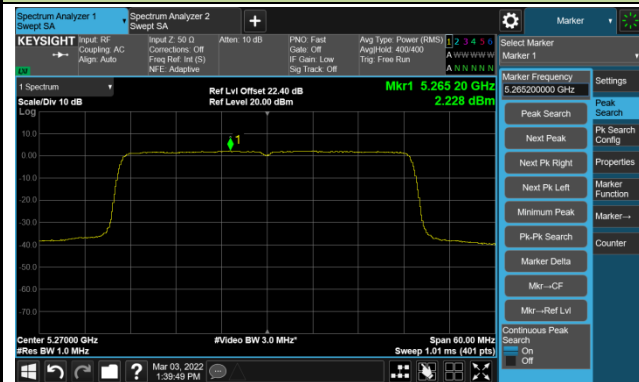 Spectrum Analyzer 1
Swept SA
Spectrum Analyzer 2
Swept SA
+
Marker
KEYSIGHT
Input: RF
Coupling: AC
Align: Auto
Input Z: 50 Ω
Corrections: Off
Freq Ref: Int (S)
NFE: Adaptive
Atten: 10 dB
PNO: Fast
Gate: Off
IF Gain: Low
Sig Track: Off
Avg Type: Power (RMS)
Avg|Hold: 400/400
Trig: Free Run
1 2 3 4 5 6
A W W W W W
A N N N N N
LVI
Select Marker
Marker 1
1 Spectrum
Scale/Div 10 dB
Log
Ref Lvl Offset 22.40 dB
Ref Level 20.00 dBm
Mkr1 5.265 20 GHz
2.228 dBm
10.0
0.00
-10.0
-20.0
-30.0
-40.0
-50.0
-60.0
-70.0
1
Center 5.27000 GHz
#Res BW 1.0 MHz
#Video BW 3.0 MHz*
Span 60.00 MHz
Sweep 1.01 ms (401 pts)
Marker Frequency
5.265200000 GHz
Peak Search
Next Peak
Next Pk Right
Next Pk Left
Minimum Peak
Pk-Pk Search
Marker Delta
Mkr→CF
Mkr→Ref Lvl
Continuous Peak
Search
On
Off
Settings
Peak
Search
Pk Search
Config
Properties
Marker
Function
Marker→
Counter
?
Mar 03, 2022
1:39:49 PM